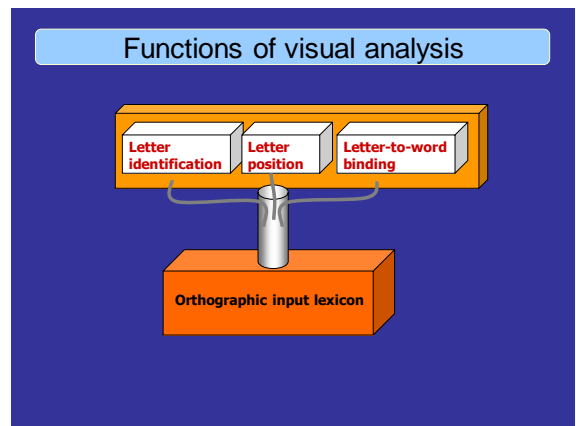 Functions of visual analysis
Letter
identification
Letter
position
Letter-to-word
binding
Orthographic input lexicon